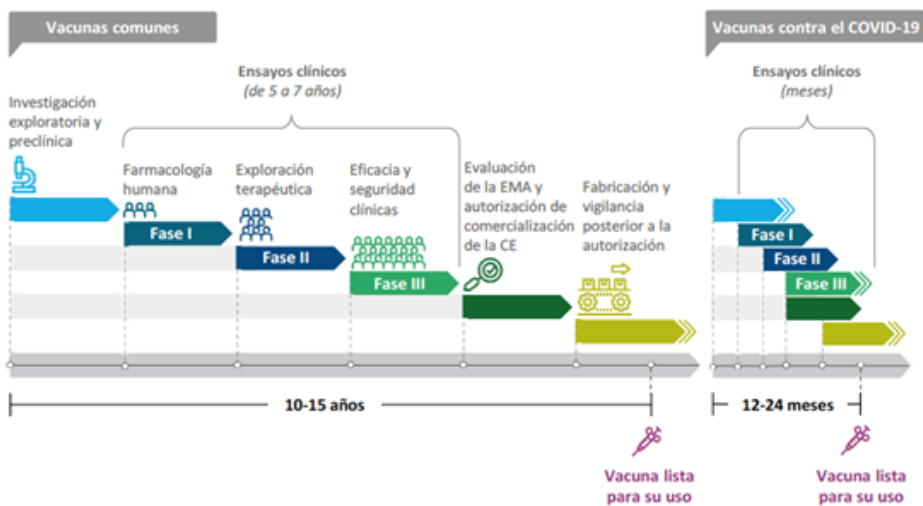 Vacunas comunes
Vacunas contra el COVID-19
Ensayos clínicos
(de 5 a 7 años)
Ensayos clínicos
(meses)
Investigación
exploratoria y
preclínica
Farmacología
humana
Exploración
terapéutica
Eficacia y
seguridad
clínicas
Evaluación
de la EMA y
autorización de
comercialización
de la CE
Fabricación y
vigilancia
posterior a la
autorización
Fase I
Fase II
Fase III
Fase I
Fase II
Fase III
10-15 años
12-24 meses
Vacuna lista
para su uso
Vacuna lista
para su uso